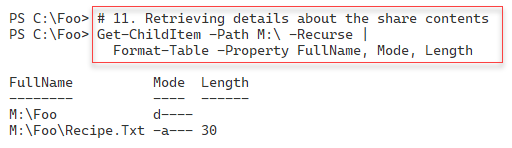 PS C:\Foo> # 11. Retrieving details about the share contents
PS C:\Foo> Get-ChildItem -Path M:\ -Recurse |
Format-Table -Property FullName, Mode, Length
FullName Mode Length
-------- ---- ------
M:\Foo d----
M:\Foo\Recipe.Txt -a--- 30